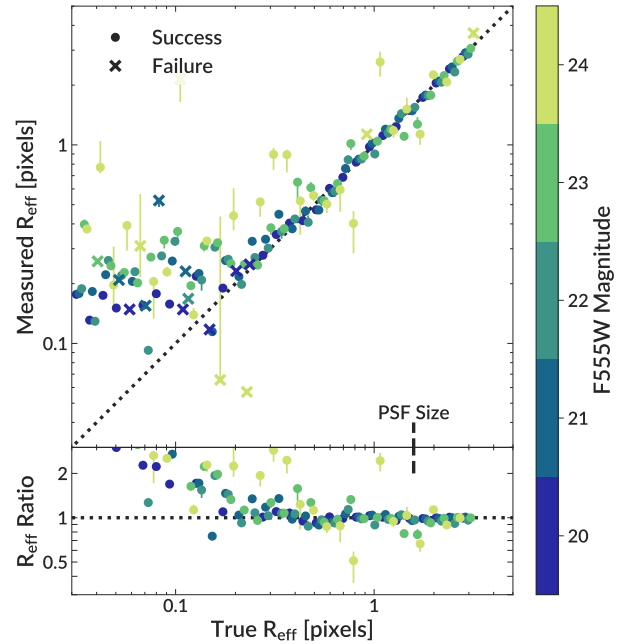 Success
Failure
Measured R_eff [pixels]
1
0.1
PSF Size
R_eff Ratio
2
1
0.5
0.1
1
True R_eff [pixels]
24
23
22
21
20
F555W Magnitude